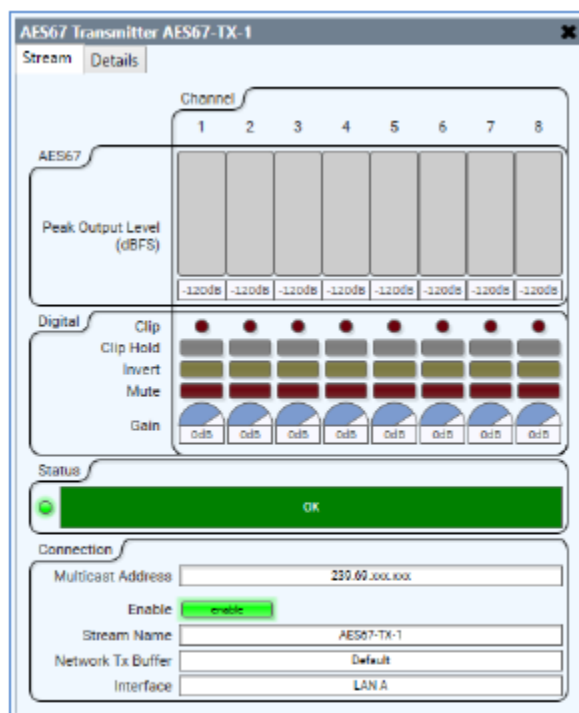 AES67 Transmitter AES67-TX-1
Stream Details
Channel
1 2 3 4 5 6 7 8
AES67
Peak Output Level
(dBFS)
-120dB -120dB -120dB -120dB -120dB -120dB -120dB -120dB
Digital
Clip
Clip Hold
Invert
Mute
Gain
0dB 0dB 0dB 0dB 0dB 0dB 0dB 0dB
Status
OK
Connection
Multicast Address 239.69.xxx.xxx
Enable enable
Stream Name AES67-TX-1
Network Tx Buffer Default
Interface LAN A